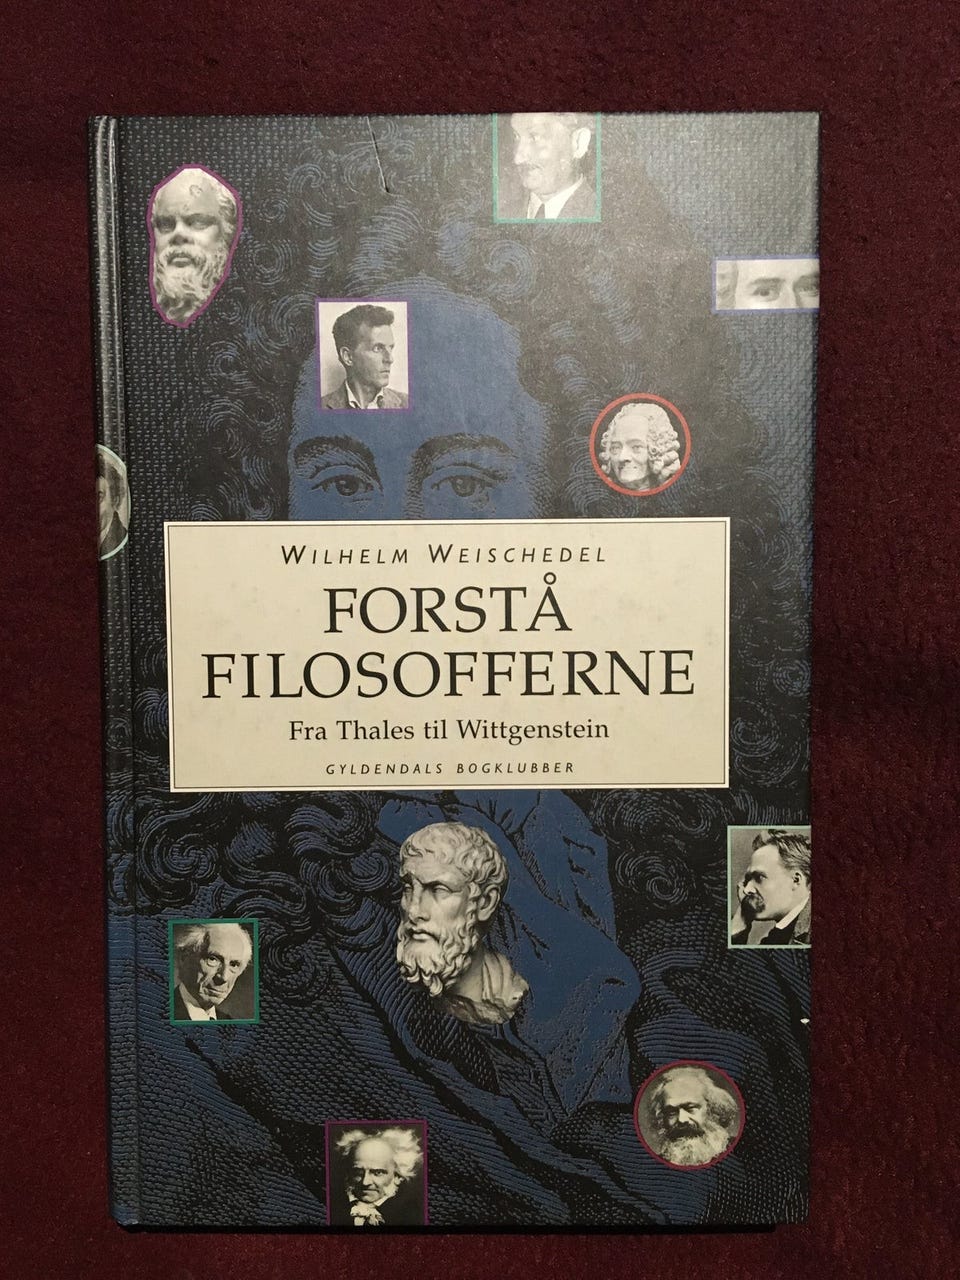 WILHELM WEISCHEDEL
FORSTÅ
FILOSOFFERNE
Fra Thales til Wittgenstein
GYLDENDALS BOGKLUBBER